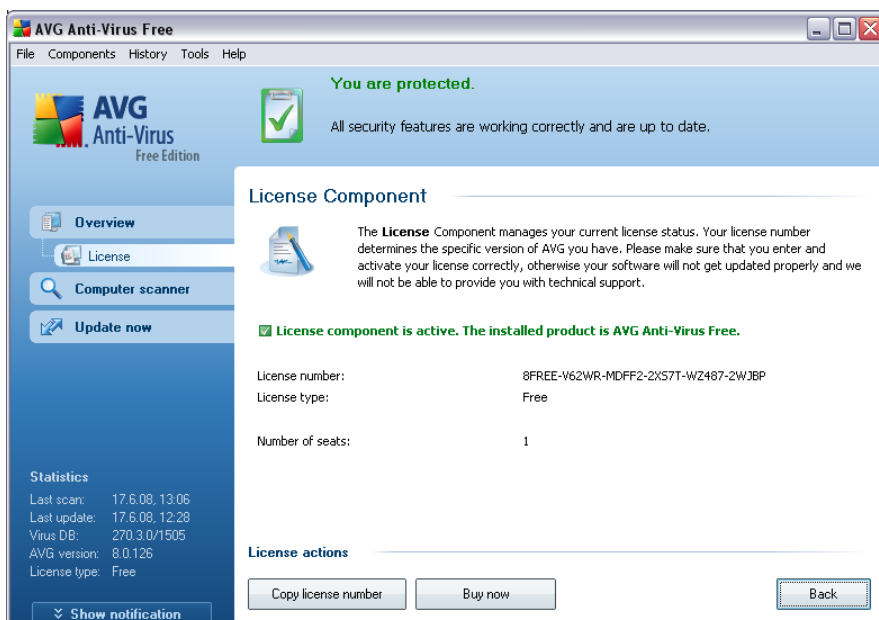 AVG Anti-Virus Free
File Components History Tools Help
AVG
Anti-Virus
Free Edition
You are protected.
All security features are working correctly and are up to date.
Overview
License
Computer scanner
Update now
License Component
The License Component manages your current license status. Your license number
determines the specific version of AVG you have. Please make sure that you enter and
activate your license correctly, otherwise your software will not get updated properly and we
will not be able to provide you with technical support.
License component is active. The installed product is AVG Anti-Virus Free.
License number: 8FREE-V62WR-MDFF2-2XS7T-WZ487-2WJBP
License type: Free
Number of seats: 1
Statistics
Last scan: 17.6.08, 13:06
Last update: 17.6.08, 12:28
Virus DB: 270.3.0/1505
AVG version: 8.0.126
License type: Free
Show notification
License actions
Copy license number Buy now Back